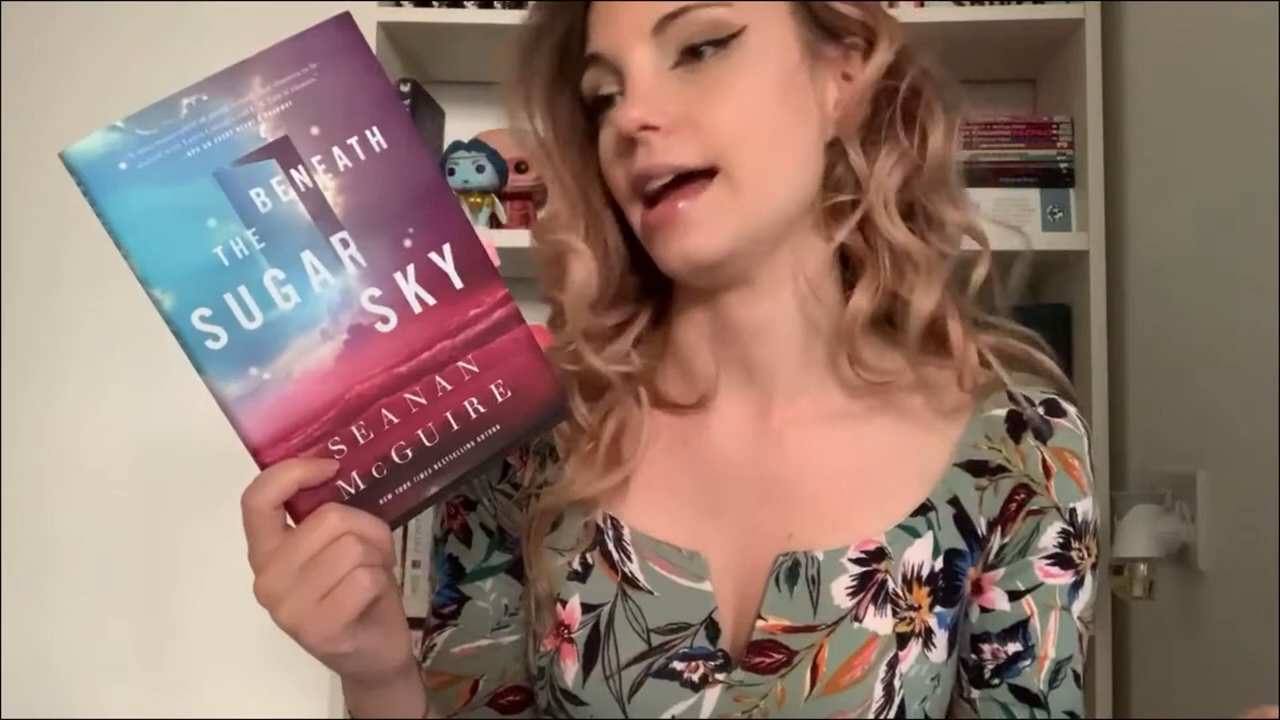 BENEATH
THE
SUGAR
SKY
SEANAN
McGUIRE
NEW YORK TIMES BESTSELLING AUTHOR